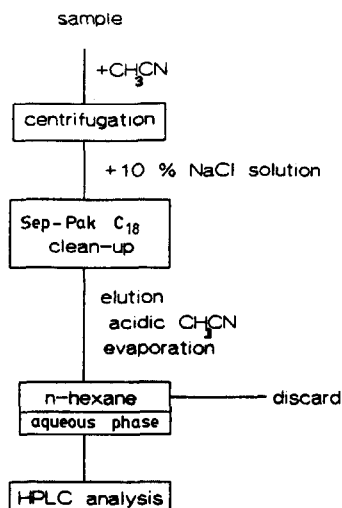 sample
+CH3CN
centrifugation
+10 % NaCl solution
Sep-Pak C18
clean-up
elution
acidic CH3CN
evaporation
n-hexane
discard
aqueous phase
HPLC analysis